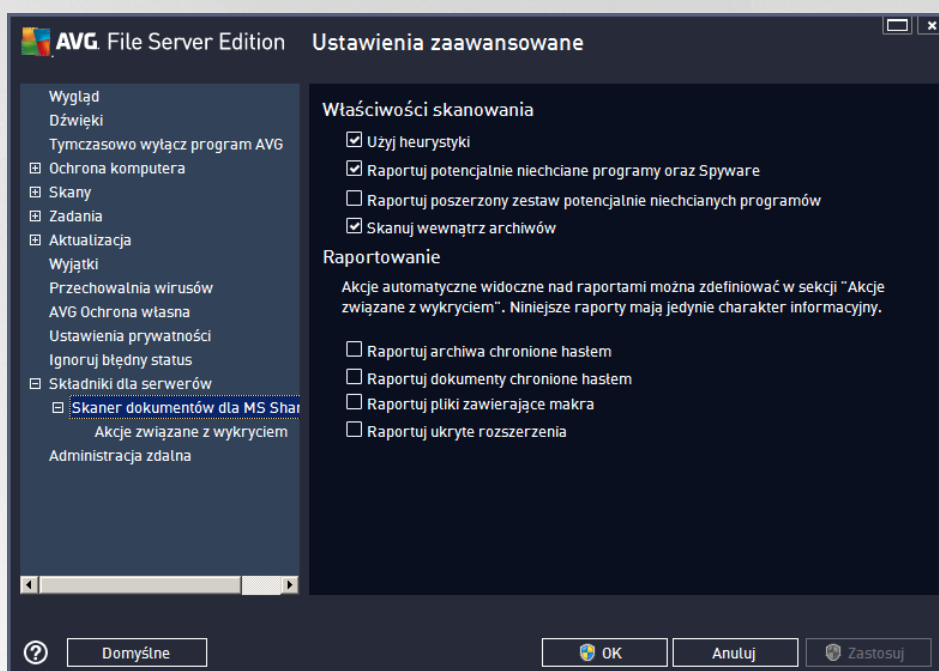 AVG. File Server Edition Ustawienia zaawansowane
Wygląd
Dźwięki
Tymczasowo wyłącz program AVG
Ochrona komputera
Skany
Zadania
Aktualizacja
Wyjątki
Przechowalnia wirusów
AVG Ochrona własna
Ustawienia prywatności
Ignoruj błędny status
Składniki dla serwerów
Skaner dokumentów dla MS Shar
Akcje związane z wykryciem
Administracja zdalna
Właściwości skanowania
Użyj heurystyki
Raportuj potencjalnie niechciane programy oraz Spyware
Raportuj poszerzony zestaw potencjalnie niechcianych programów
Skanuj wewnątrz archiwów
Raportowanie
Akcje automatyczne widoczne nad raportami można zdefiniować w sekcji "Akcje
związane z wykryciem". Niniejsze raporty mają jedynie charakter informacyjny.
Raportuj archiwa chronione hasłem
Raportuj dokumenty chronione hasłem
Raportuj pliki zawierające makra
Raportuj ukryte rozszerzenia
? Domyślne OK Anuluj Zastosuj